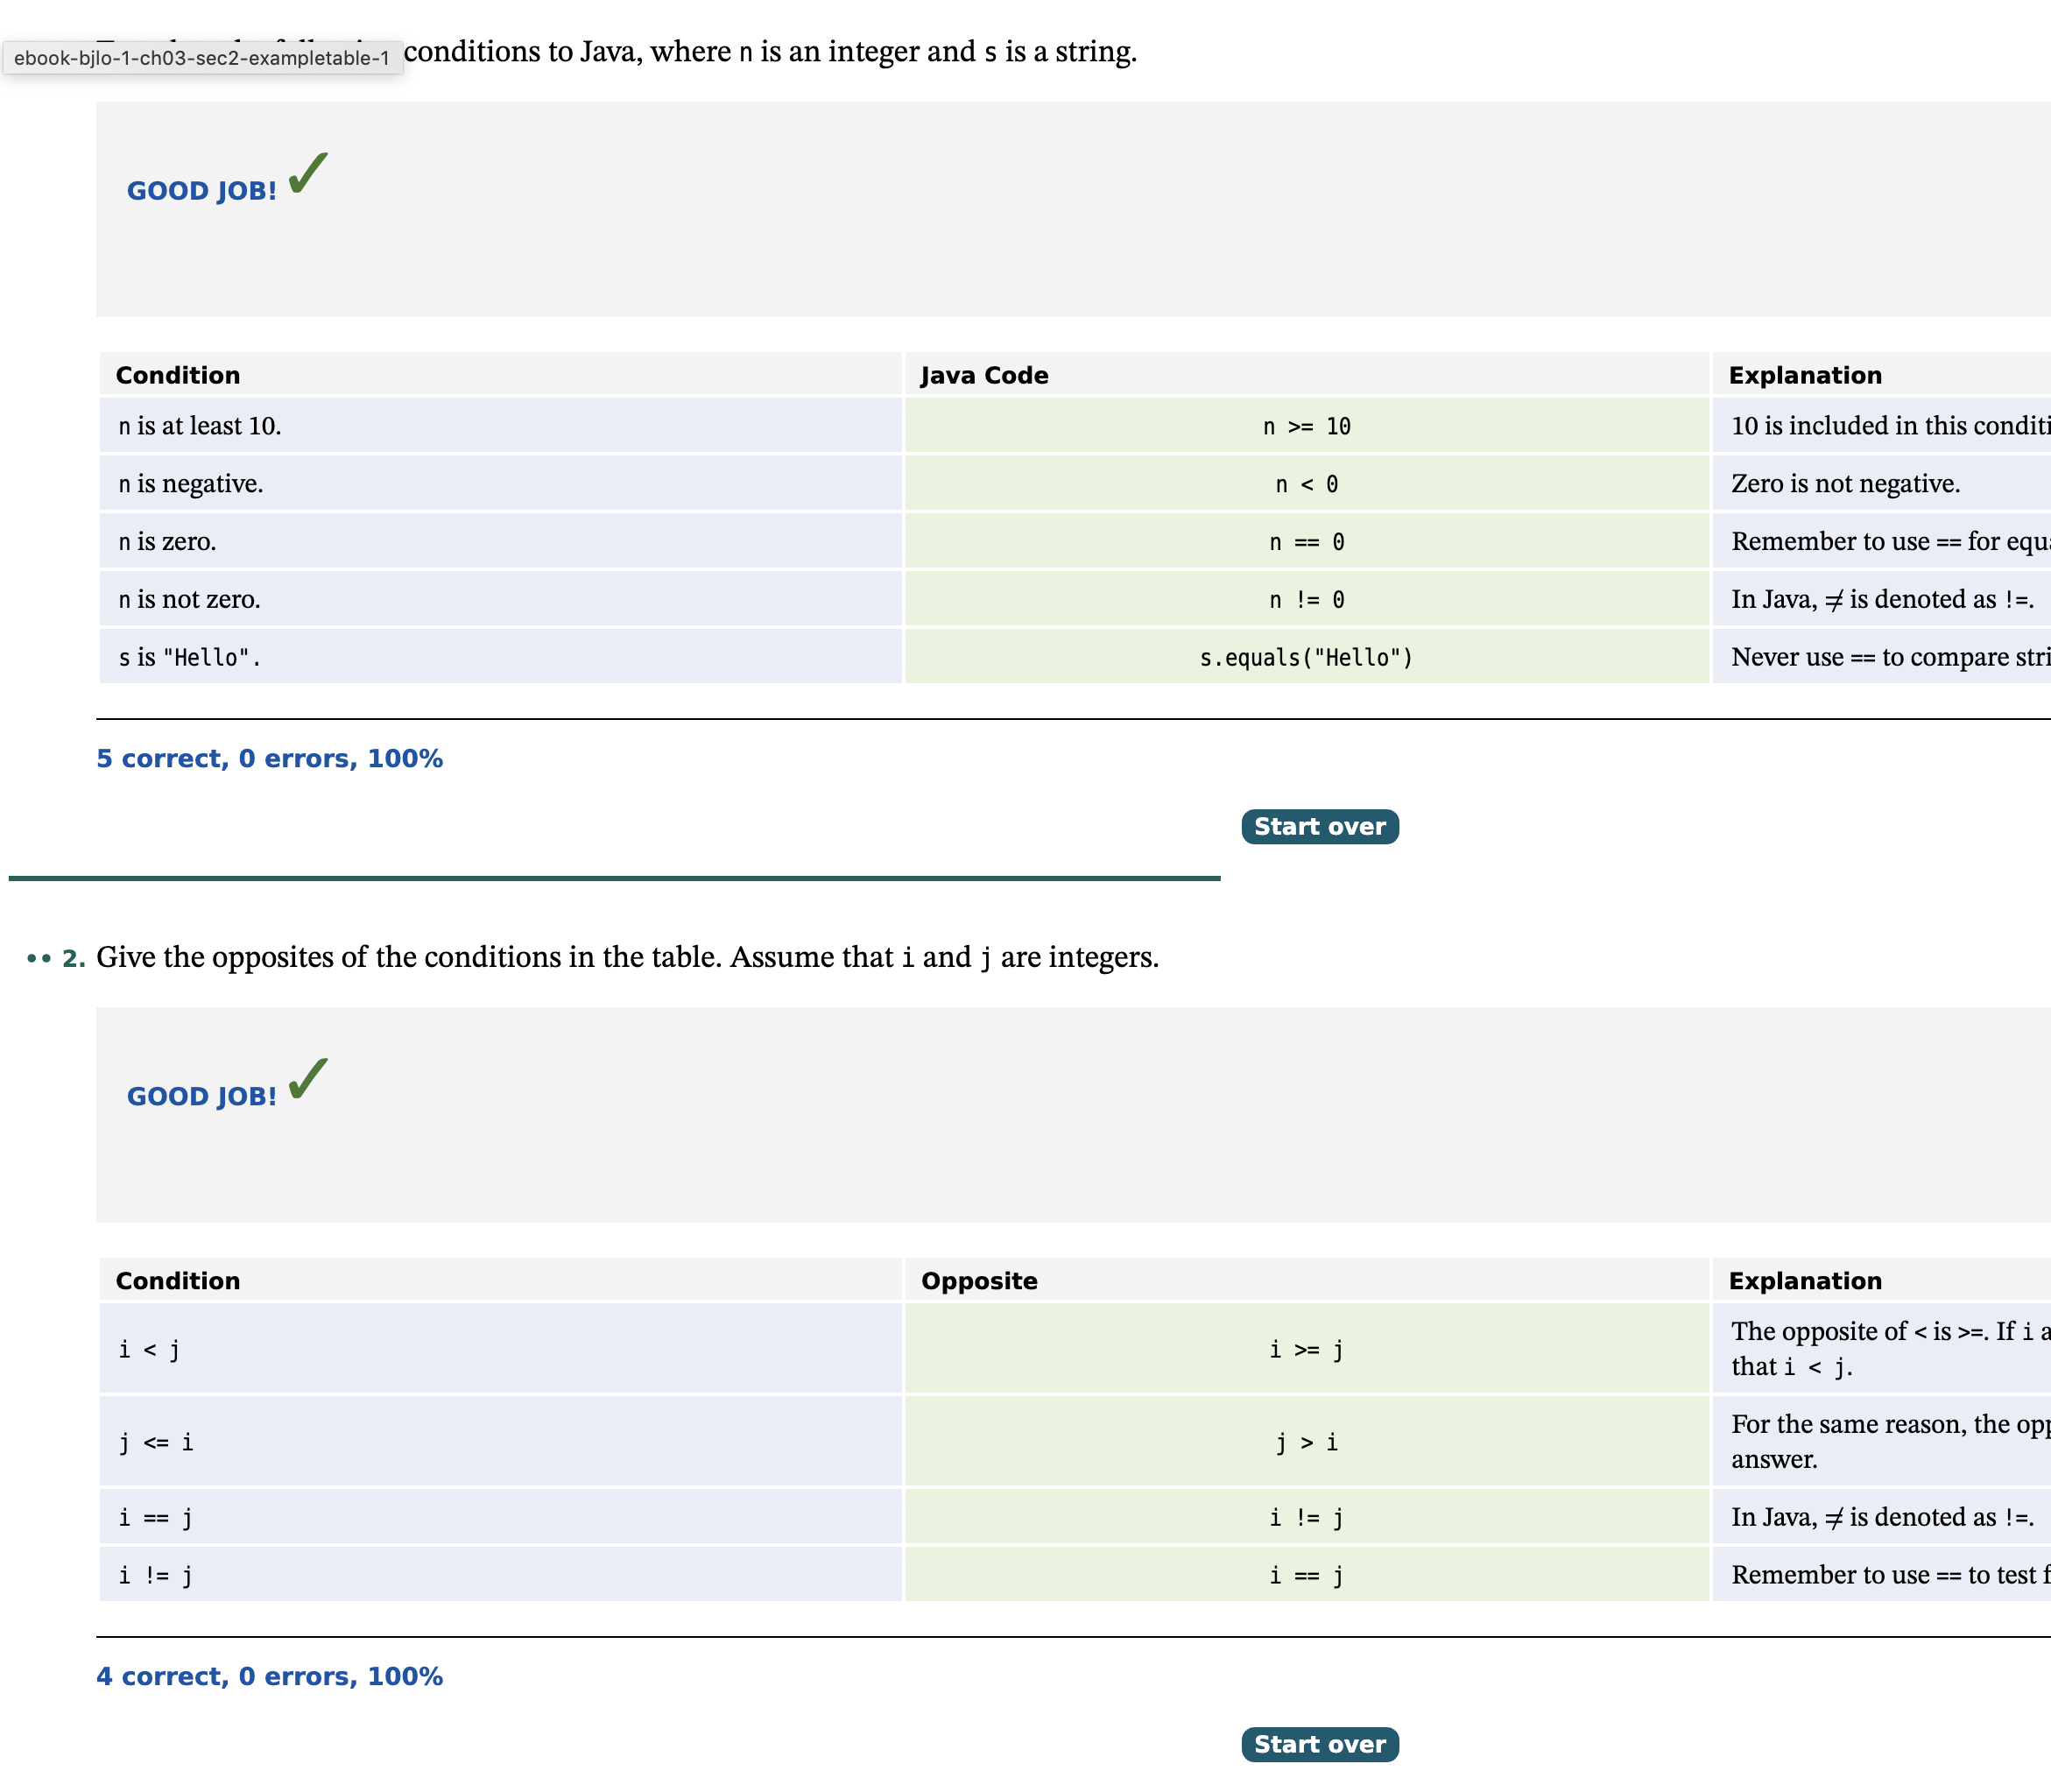 ebook-bjlo-1-ch03-sec2-exampletable-1
conditions to Java, where n is an integer and s is a string.
GOOD JOB! ✓
Condition Java Code Explanation
n is at least 10. n >= 10 10 is included in this conditi
n is negative. n < 0 Zero is not negative.
n is zero. n == 0 Remember to use == for equa
n is not zero. n != 0 In Java, ≠ is denoted as !=.
s is "Hello". s.equals("Hello") Never use == to compare stri
5 correct, 0 errors, 100%
Start over
•• 2. Give the opposites of the conditions in the table. Assume that i and j are integers.
GOOD JOB! ✓
Condition Opposite Explanation
i < j i >= j The opposite of < is >=. If i a
that i < j.
j <= i j > i For the same reason, the opp
answer.
i == j i != j In Java, ≠ is denoted as !=.
i != j i == j Remember to use == to test f
4 correct, 0 errors, 100%
Start over